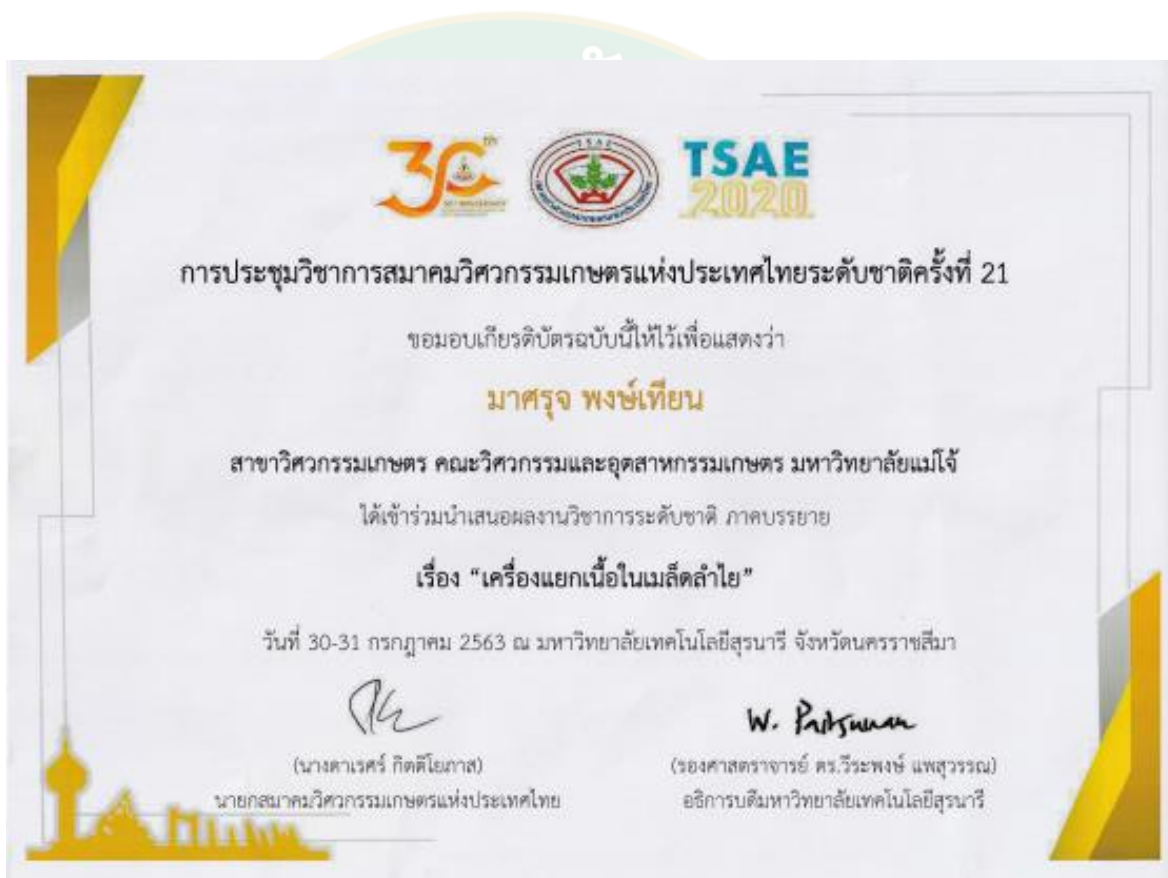 30th
TSAE
TSAE
2020
การประชุมวิชาการสมาคมวิศวกรรมเกษตรแห่งประเทศไทยระดับชาติครั้งที่ 21
ขอมอบเกียรติบัตรฉบับนี้ให้ไว้เพื่อแสดงว่า
มาศรุจ พงษ์เทียน
สาขาวิศวกรรมเกษตร คณะวิศวกรรมและอุตสาหกรรมเกษตร มหาวิทยาลัยแม่โจ้
ได้เข้าร่วมนำเสนอผลงานวิชาการระดับชาติ ภาคบรรยาย
เรื่อง “เครื่องแยกเนื้อในเมล็ดลำไย”
วันที่ 30-31 กรกฎาคม 2563 ณ มหาวิทยาลัยเทคโนโลยีสุรนารี จังหวัดนครราชสีมา
(นางดาเรศร์ กิตติโยภาส)
(รองศาสตราจารย์ ดร.วีระพงษ์ แพสุวรรณ)
นายกสมาคมวิศวกรรมเกษตรแห่งประเทศไทย
อธิการบดีมหาวิทยาลัยเทคโนโลยีสุรนารี